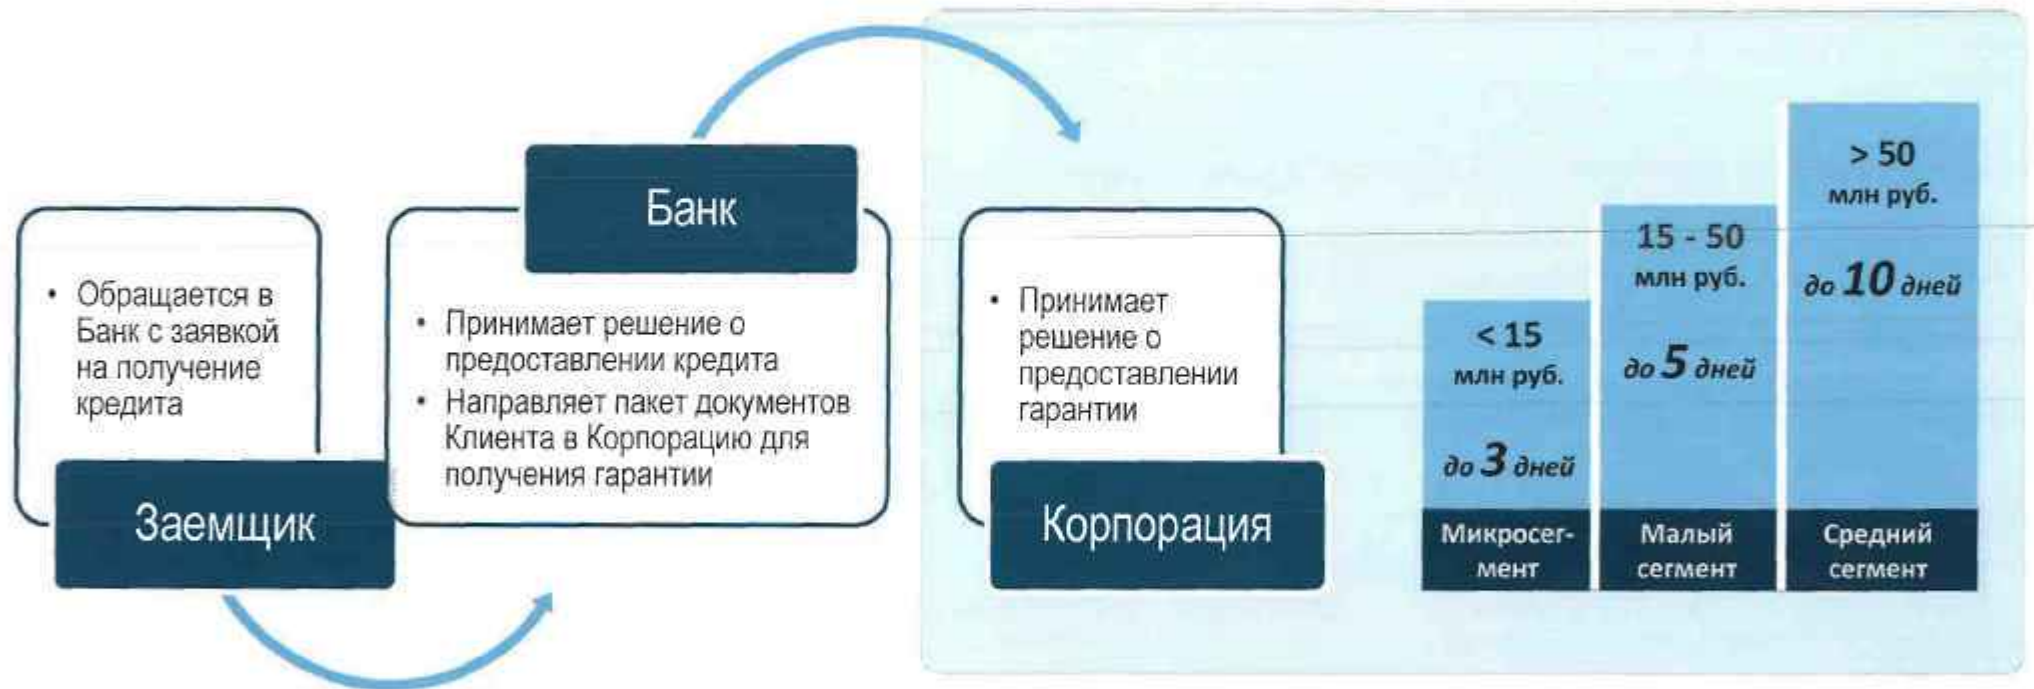 • Обращается в
Банк с заявкой
на получение
кредита
Заемщик
Банк
• Принимает решение о
предоставлении кредита
• Направляет пакет документов
Клиента в Корпорацию для
получения гарантии
• Принимает
решение о
предоставлении
гарантии
Корпорация
< 15
млн руб.
до 3 дней
Микросег-
мент
15 - 50
млн руб.
до 5 дней
Малый
сегмент
> 50
млн руб.
до 10 дней
Средний
сегмент